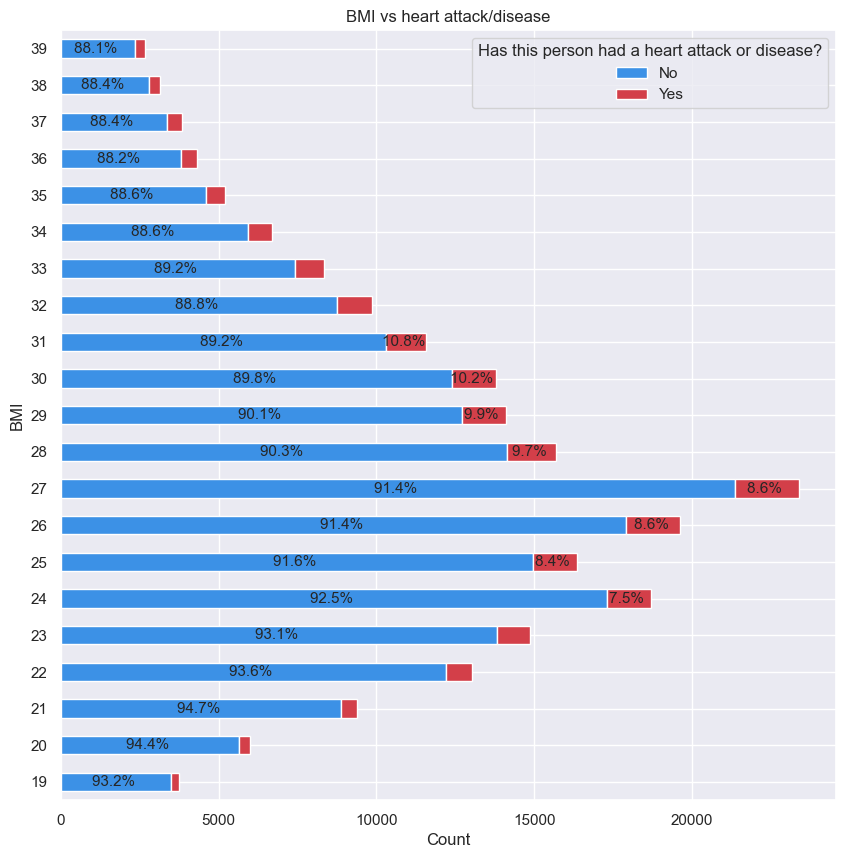 BMI vs heart attack/disease
Has this person had a heart attack or disease?
No
Yes
39 88.1%
38 88.4%
37 88.4%
36 88.2%
35 88.6%
34 88.6%
33 89.2%
32 88.8%
31 89.2% 10.8%
30 89.8% 10.2%
29 90.1% 9.9%
28 90.3% 9.7%
27 91.4% 8.6%
26 91.4% 8.6%
25 91.6% 8.4%
24 92.5% 7.5%
23 93.1%
22 93.6%
21 94.7%
20 94.4%
19 93.2%
BMI
0 5000 10000 15000 20000
Count